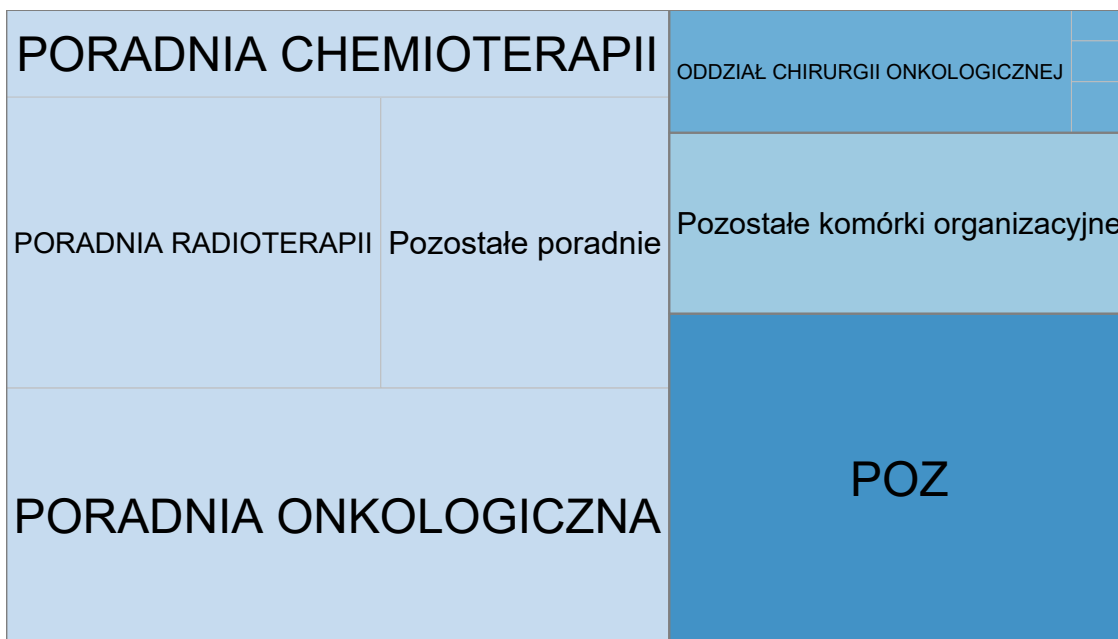 PORADNIA CHEMIOTERAPII
PORADNIA RADIOTERAPII
Pozostałe poradnie
PORADNIA ONKOLOGICZNA
ODDZIAŁ CHIRURGII ONKOLOGICZNEJ
Pozostałe komórki organizacyjne
POZ